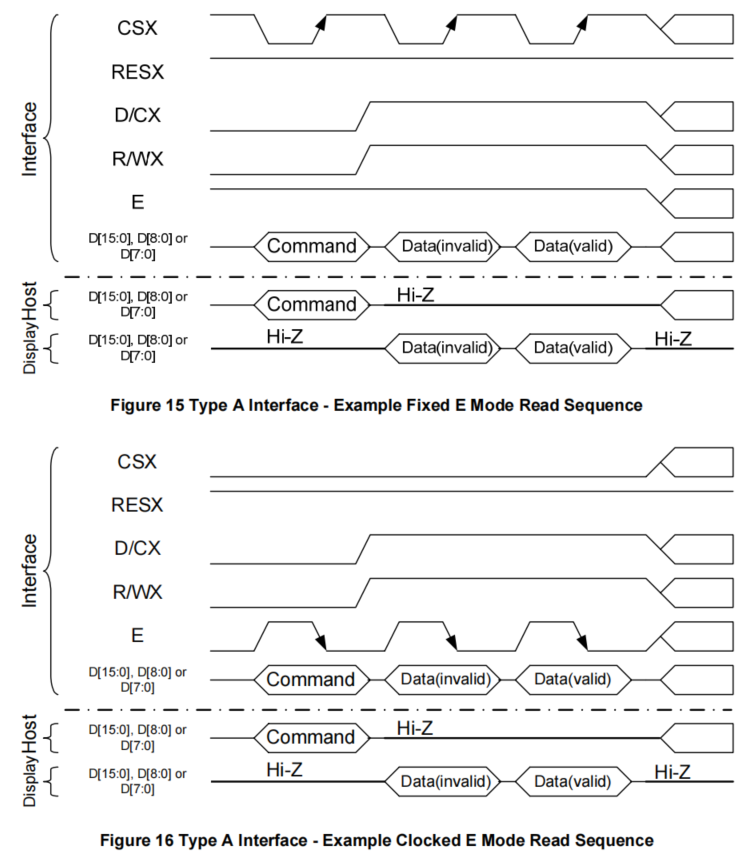 Interface
CSX
RESX
D/CX
R/WX
E
D[15:0], D[8:0] or
D[7:0]
Command
Data(invalid)
Data(valid)
Host
D[15:0], D[8:0] or
D[7:0]
Command
Hi-Z
Display
D[15:0], D[8:0] or
D[7:0]
Hi-Z
Data(invalid)
Data(valid)
Hi-Z
Figure 15 Type A Interface - Example Fixed E Mode Read Sequence
Interface
CSX
RESX
D/CX
R/WX
E
D[15:0], D[8:0] or
D[7:0]
Command
Data(invalid)
Data(valid)
Host
D[15:0], D[8:0] or
D[7:0]
Command
Hi-Z
Display
D[15:0], D[8:0] or
D[7:0]
Hi-Z
Data(invalid)
Data(valid)
Hi-Z
Figure 16 Type A Interface - Example Clocked E Mode Read Sequence